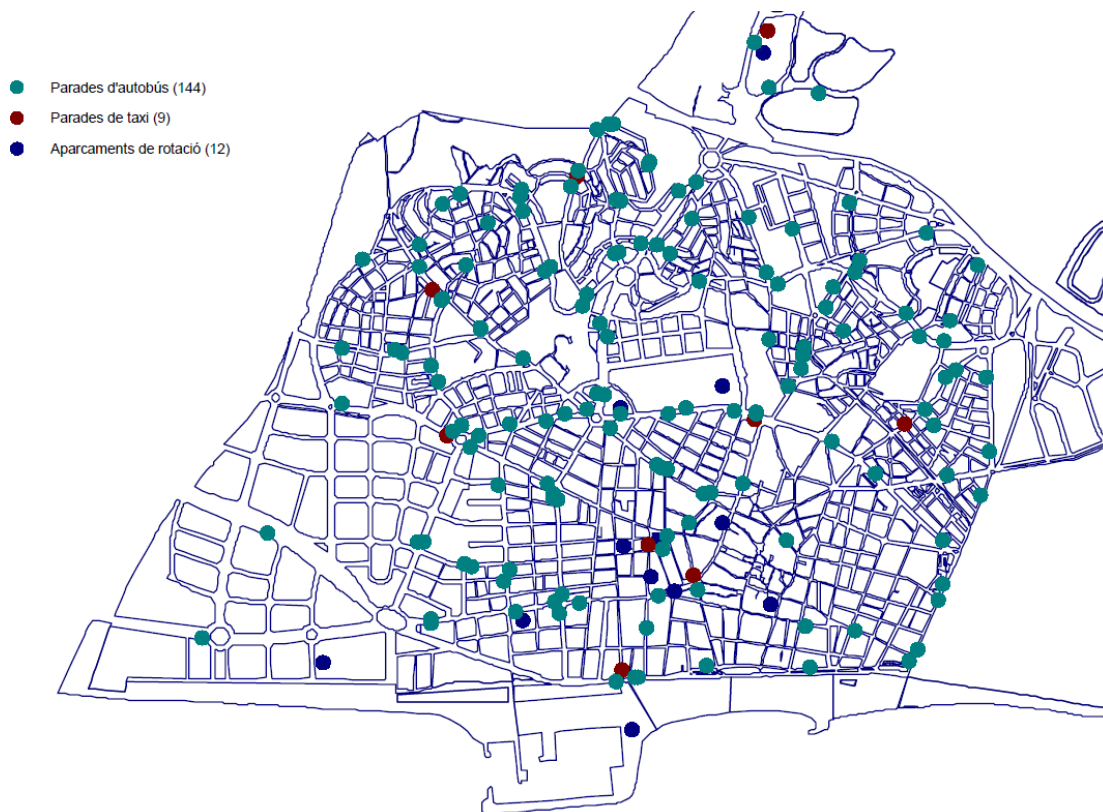 Parades d'autobús (144)
Parades de taxi (9)
Aparcaments de rotació (12)